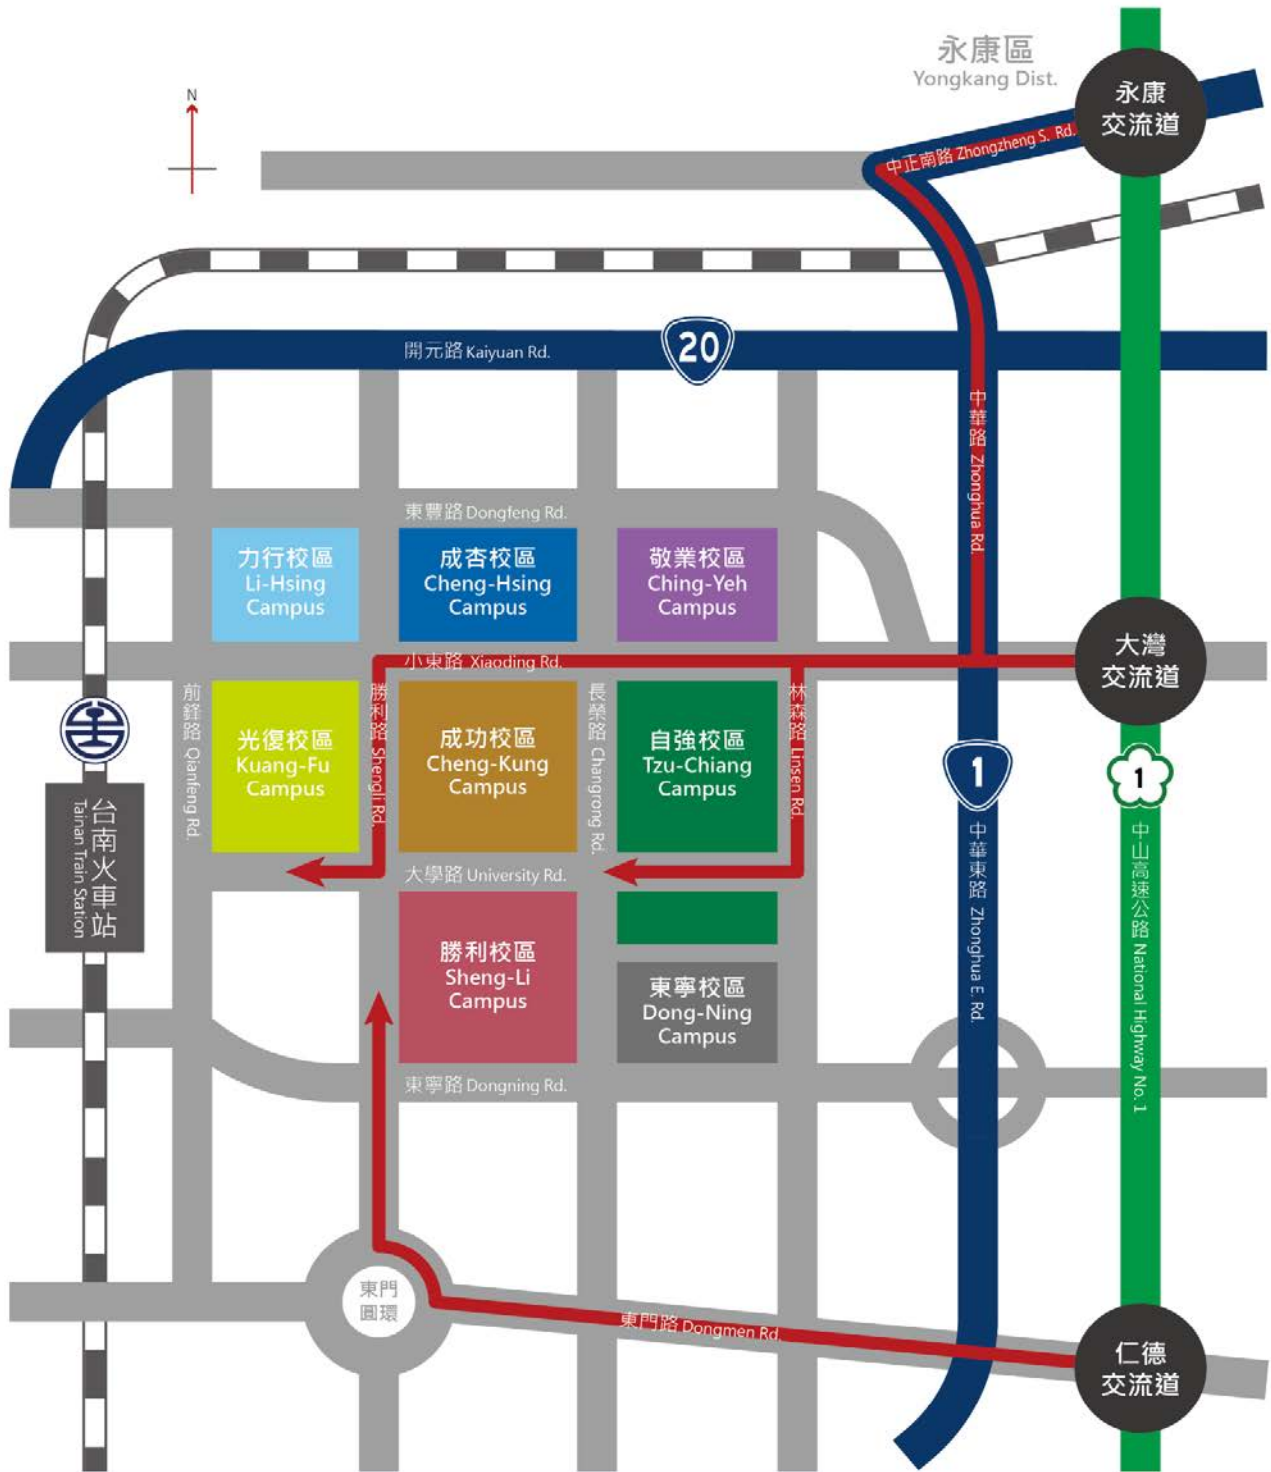 永康區
Yongkang Dist.
永康
交流道
N
中正南路 Zhongzheng S. Rd.
開元路 Kaiyuan Rd.
20
中華路 Zhonghua Rd.
東豐路 Dongfeng Rd.
力行校區
Li-Hsing
Campus
成杏校區
Cheng-Hsing
Campus
敬業校區
Ching-Yeh
Campus
小東路 Xiaoding Rd.
大灣
交流道
前鋒路 Qianfeng Rd.
光復校區
Kuang-Fu
Campus
勝利路 Shengli Rd.
成功校區
Cheng-Kung
Campus
長榮路 Changrong Rd.
自強校區
Tzu-Chiang
Campus
林森路 Linsen Rd.
1
1
台南火車站
Tainan Train Station
中華東路 Zhonghua E. Rd.
中山高速公路 National Highway No. 1
大學路 University Rd.
勝利校區
Sheng-Li
Campus
東寧校區
Dong-Ning
Campus
東寧路 Dongning Rd.
東門
圓環
東門路 Dongmen Rd.
仁德
交流道